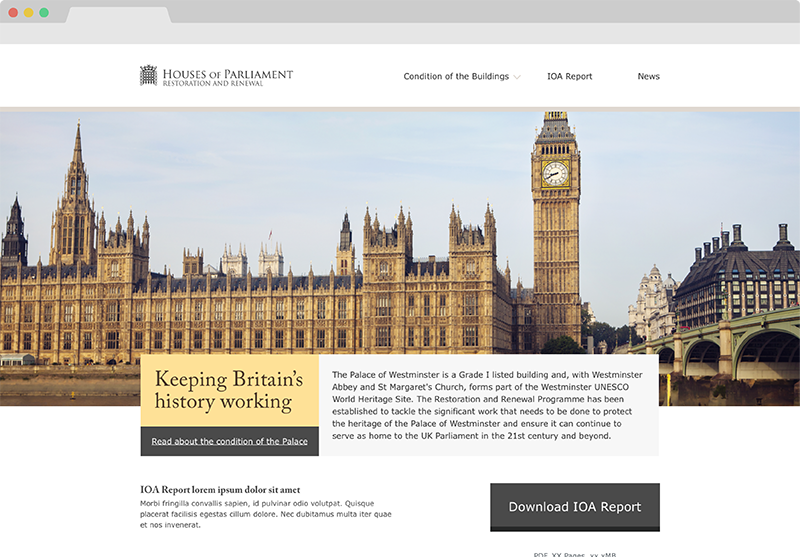 HOUSES OF PARLIAMENT
RESTORATION AND RENEWAL
Condition of the Buildings
IOA Report
News
Keeping Britain's
history working
Read about the condition of the Palace
The Palace of Westminster is a Grade I listed building and, with Westminster
Abbey and St Margaret's Church, forms part of the Westminster UNESCO
World Heritage Site. The Restoration and Renewal Programme has been
established to tackle the significant work that needs to be done to protect
the heritage of the Palace of Westminster and ensure it can continue to
serve as home to the UK Parliament in the 21st century and beyond.
IOA Report lorem ipsum dolor sit amet
Morbi fringilla convallis sapien, id pulvinar odio volutpat. Quisque
placerat facilisis egestas cillum dolore. Nec dubitamus multa iter quae
et nos invenerat.
Download IOA Report
PDF, XX Pages, xx.xMB